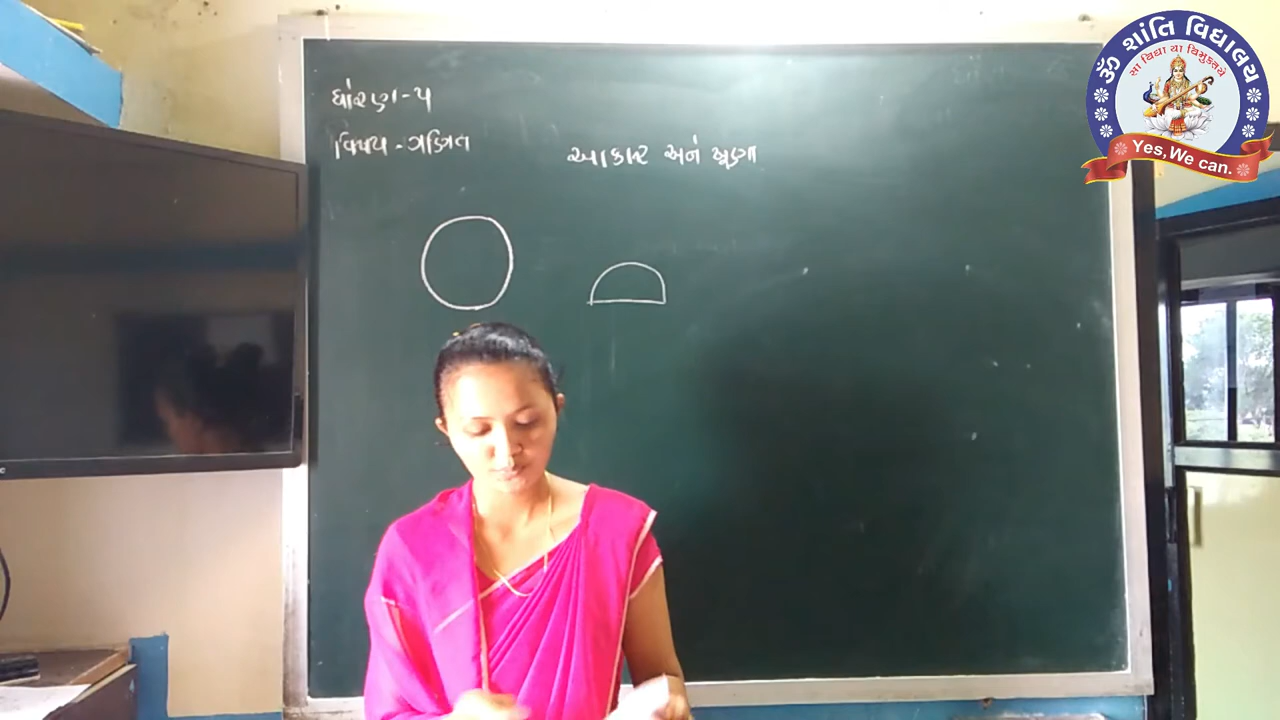 ધોરણ-૫
વિષય-ગણિત
આકાર અને ખૂણા
ૐ શાંતિ વિદ્યાલય
સા વિદ્યા યા વિમુક્તયે
Yes, We can.